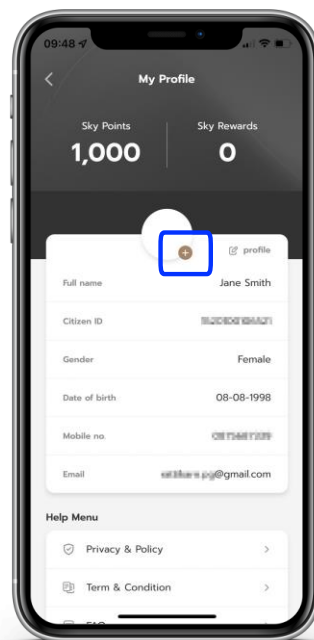 09:48
My Profile
Sky Points Sky Rewards
1,000 0
profile
Full name Jane Smith
Citizen ID
Gender Female
Date of birth 08-08-1998
Mobile no.
Email @gmail.com
Help Menu
Privacy & Policy
Term & Condition
FAQ